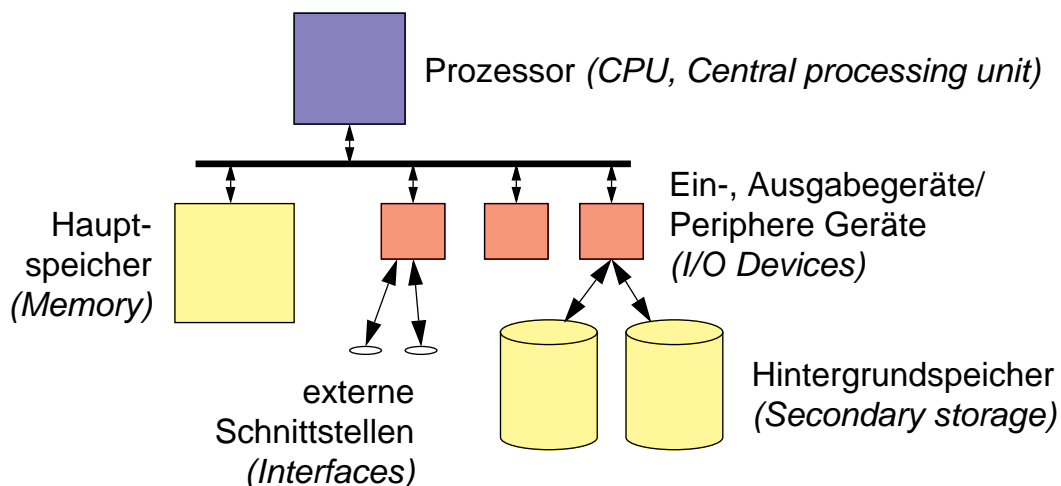 Prozessor (CPU, Central processing unit)
Ein-, Ausgabegeräte/
Periphere Geräte
(I/O Devices)
Haupt-
speicher
(Memory)
externe
Schnittstellen
(Interfaces)
Hintergrundspeicher
(Secondary storage)